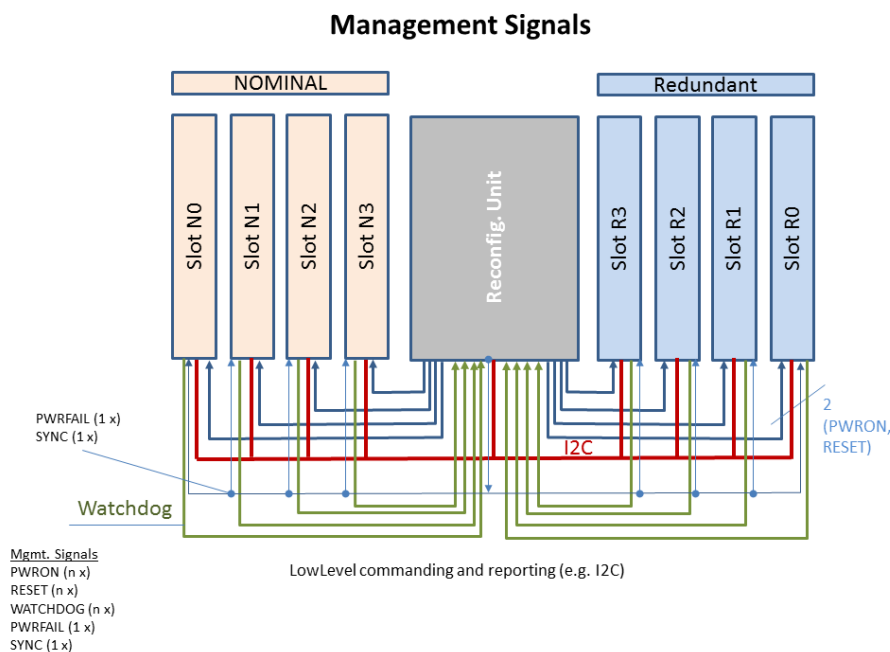 Management Signals
NOMINAL
Redundant
Slot N0
Slot N1
Slot N2
Slot N3
Reconfig. Unit
Slot R3
Slot R2
Slot R1
Slot R0
PWRFAIL (1 x)
SYNC (1 x)
2
(PWRON,
RESET)
I2C
Watchdog
Mgmt. Signals
PWRON (n x)
RESET (n x)
WATCHDOG (n x)
PWRFAIL (1 x)
SYNC (1 x)
LowLevel commanding and reporting (e.g. I2C)